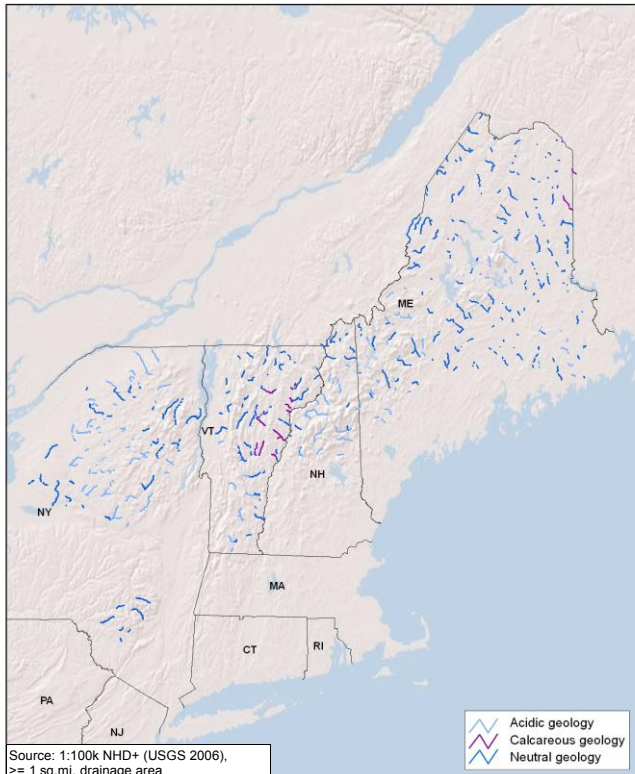 ME
VT
NH
NY
MA
CT
RI
PA
NJ
Acidic geology
Calcareous geology
Neutral geology
Source: 1:100k NHD+ (USGS 2006),
>= 1 sq.mi. drainage area